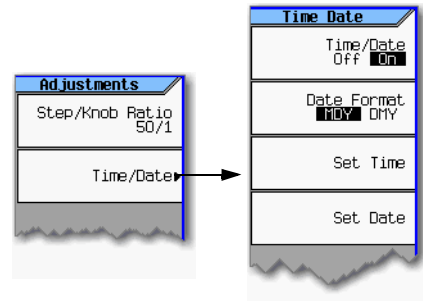 Adjustments
Step/Knob Ratio
50/1
Time/Date
Time Date
Time/Date
Off On
Date Format
MDY DMY
Set Time
Set Date